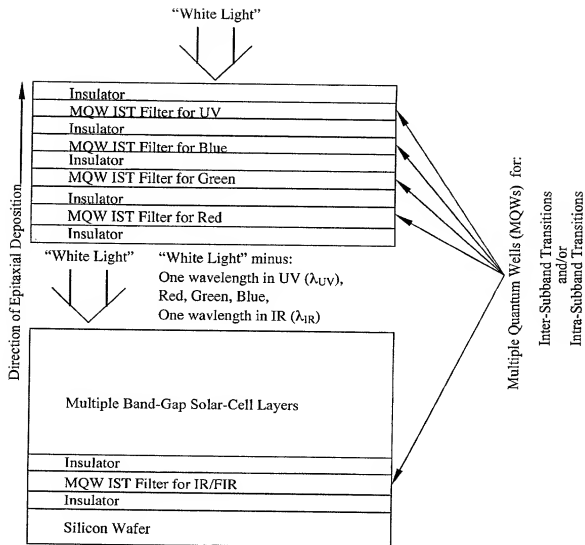 “White Light”
Insulator
MQW IST Filter for UV
Insulator
MQW IST Filter for Blue
Insulator
MQW IST Filter for Green
Insulator
MQW IST Filter for Red
Insulator
“White Light”
“White Light” minus:
One wavelength in UV (λUV),
Red, Green, Blue,
One wavlength in IR (λIR)
Multiple Band-Gap Solar-Cell Layers
Insulator
MQW IST Filter for IR/FIR
Insulator
Silicon Wafer
Direction of Epitaxial Deposition
Multiple Quantum Wells (MQWs) for:
Inter-Subband Transitions
and/or
Intra-Subband Transitions